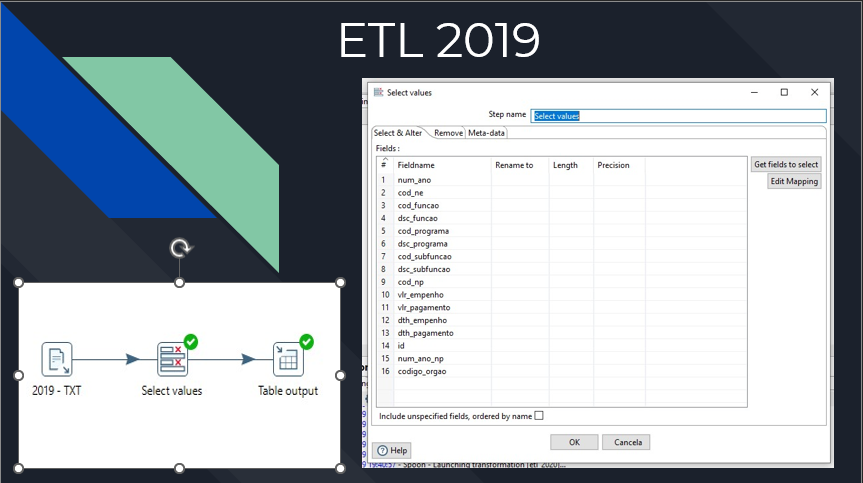 ETL 2019
Select values
Step name Select values
Select & Alter Remove Meta-data
Fields :
# Fieldname Rename to Length Precision
Get fields to select
Edit Mapping
1 num_ano
2 cod_ne
3 cod_funcao
4 dsc_funcao
5 cod_programa
6 dsc_programa
7 cod_subfuncao
8 dsc_subfuncao
9 cod_np
10 vlr_empenho
11 vlr_pagamento
12 dth_empenho
13 dth_pagamento
14 id
15 num_ano_np
16 codigo_orgao
Include unspecified fields, ordered by name
OK Cancela
Help
19:40:57 - Spoon - Launching transformation [etl 2020]...
2019 - TXT
Select values
Table output